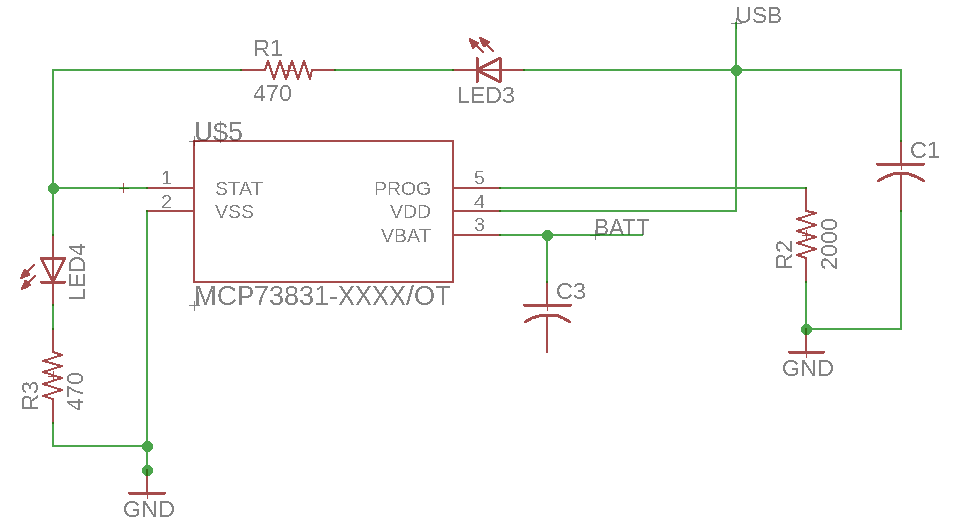 USB
R1
470
LED3
C1
U$5
1
STAT
PROG
5
2
VSS
VDD
4
VBAT
3
BATT
R2
2000
LED4
MCP73831-XXXX/OT
C3
GND
R3
470
GND